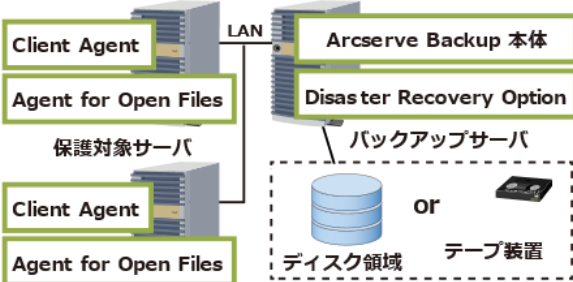 Client Agent
Agent for Open Files
保護対象サーバ
Client Agent
Agent for Open Files
LAN
Arcserve Backup 本体
Disaster Recovery Option
バックアップサーバ
ディスク領域
or
テープ装置